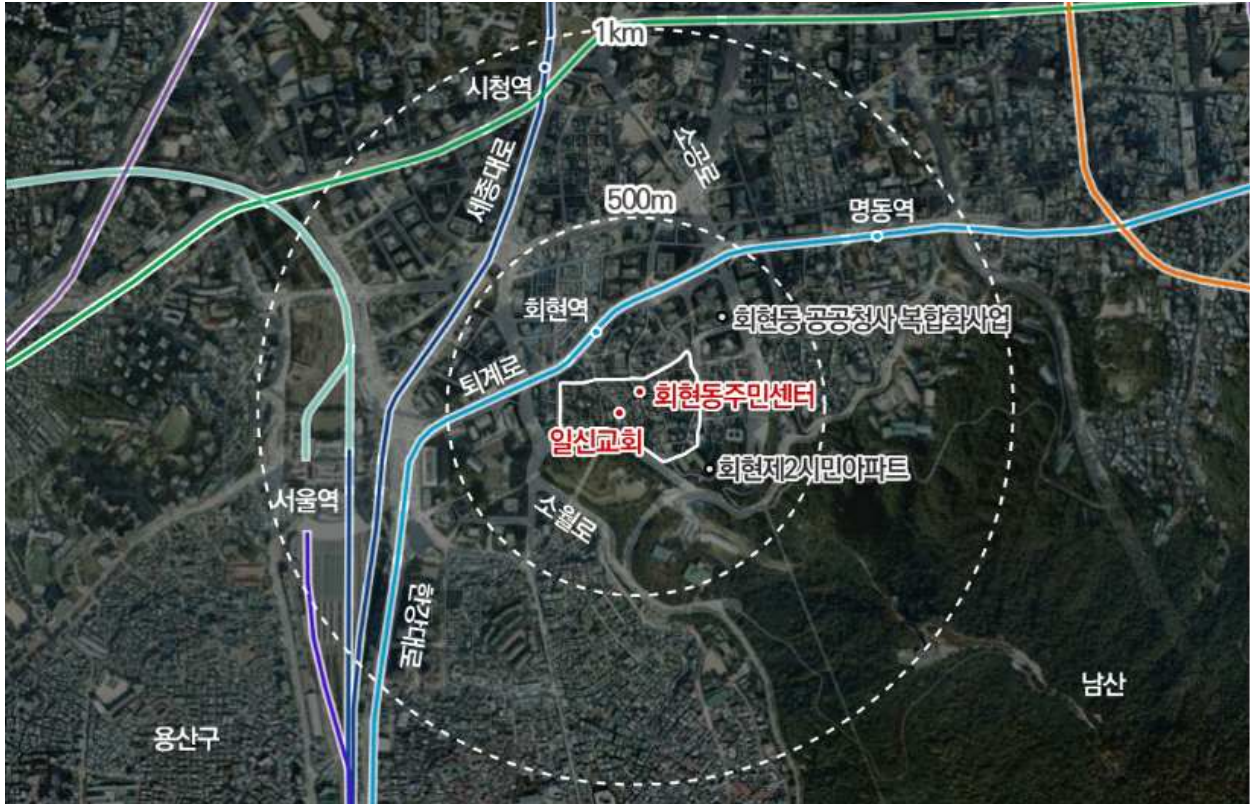 1km
시청역
소공로
세종대로
500m
명동역
회현역
회현동 공공청사 복합화사업
퇴계로
회현동주민센터
일신교회
회현제2시민아파트
서울역
소월로
한강대로
남산
용산구